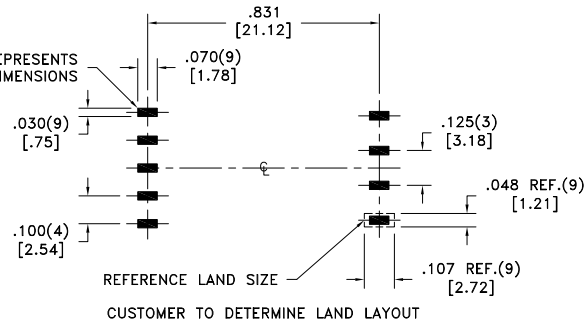 .831
[21.12]
EPRESENTS
IMENSIONS
.070(9)
[1.78]
.030(9)
[.75]
.125(3)
[3.18]
℄
.048 REF.(9)
[1.21]
.100(4)
[2.54]
REFERENCE LAND SIZE
.107 REF.(9)
[2.72]
CUSTOMER TO DETERMINE LAND LAYOUT